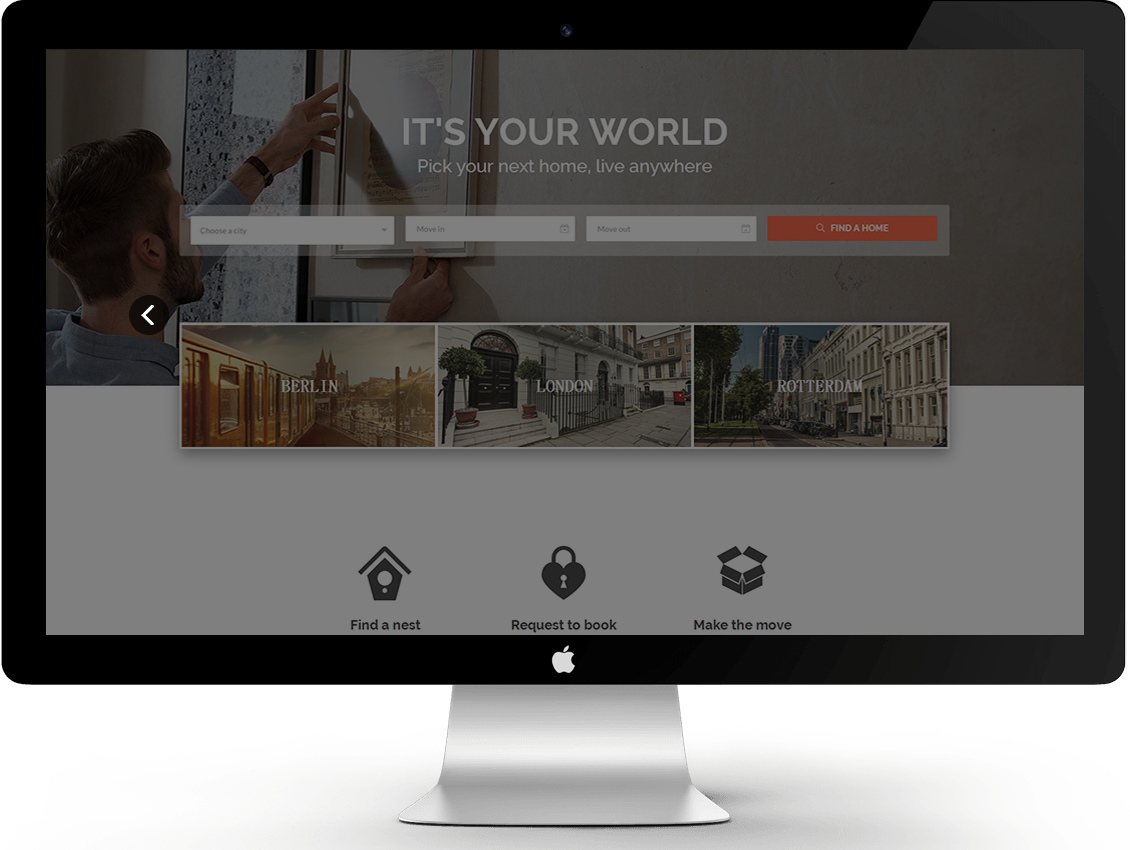 IT'S YOUR WORLD
Pick your next home, live anywhere
Choose a city
Move in
Move out
FIND A HOME
BERLIN
LONDON
ROTTERDAM
Find a nest
Request to book
Make the move